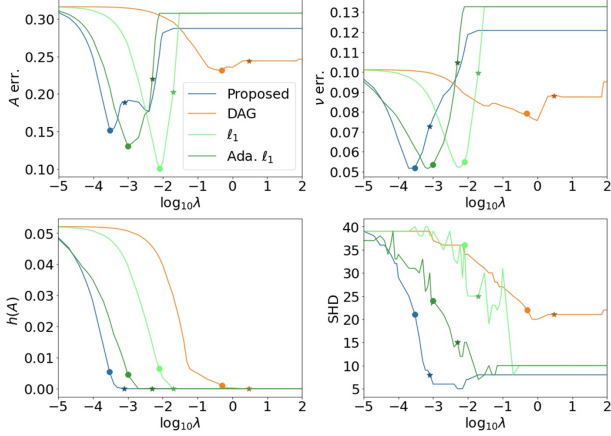 A err.
0.30
0.25
0.20
0.15
0.10
Proposed
DAG
ℓ₁
Ada. ℓ₁
−5 −4 −3 −2 −1 0 1 2
log₁₀λ
ν err.
0.13
0.12
0.11
0.10
0.09
0.08
0.07
0.06
0.05
−5 −4 −3 −2 −1 0 1 2
log₁₀λ
h(A)
0.05
0.04
0.03
0.02
0.01
0.00
−5 −4 −3 −2 −1 0 1 2
log₁₀λ
SHD
40
35
30
25
20
15
10
5
−5 −4 −3 −2 −1 0 1 2
log₁₀λ